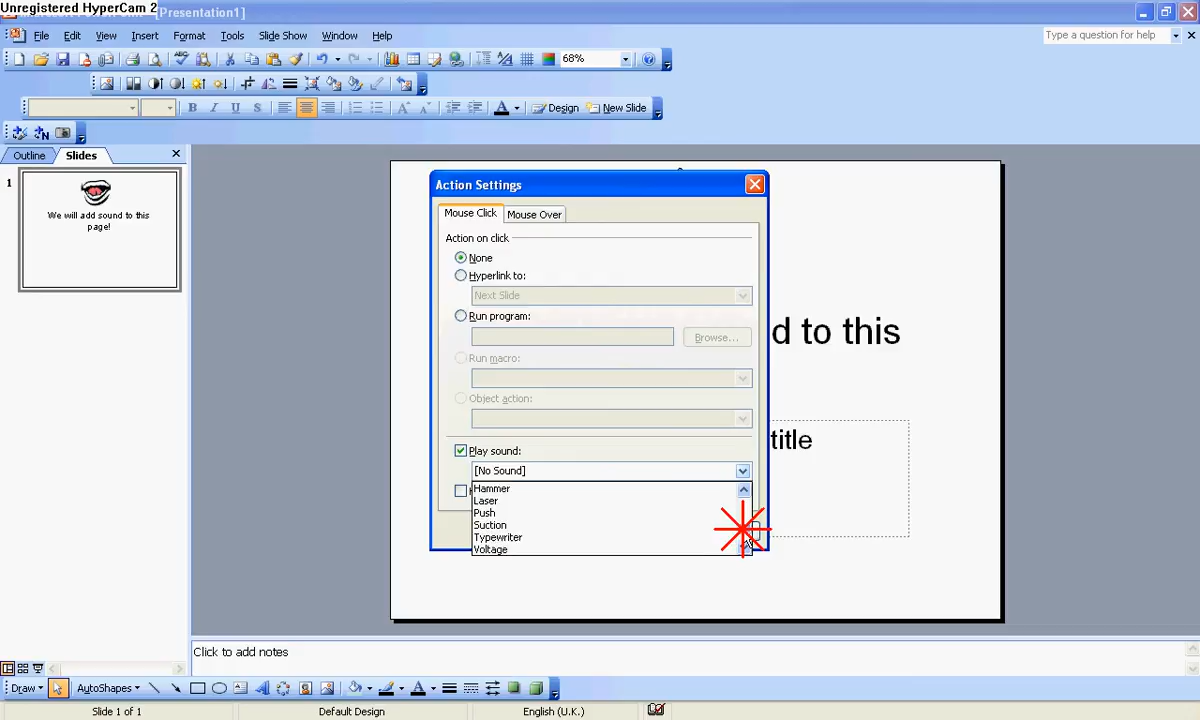 Unregistered HyperCam 2
[Presentation1]
File Edit View Insert Format Tools Slide Show Window Help
Type a question for help
68%
B I U S A Design New Slide
N
Outline Slides
1
We will add sound to this
page!
Action Settings
Mouse Click Mouse Over
Action on click
None
Hyperlink to:
Next Slide
Run program:
Browse...
Run macro:
Object action:
Play sound:
[No Sound]
Hammer
Laser
Push
Suction
Typewriter
Voltage
d to this
title
Click to add notes
Draw AutoShapes A
Slide 1 of 1 Default Design English (U.K.)